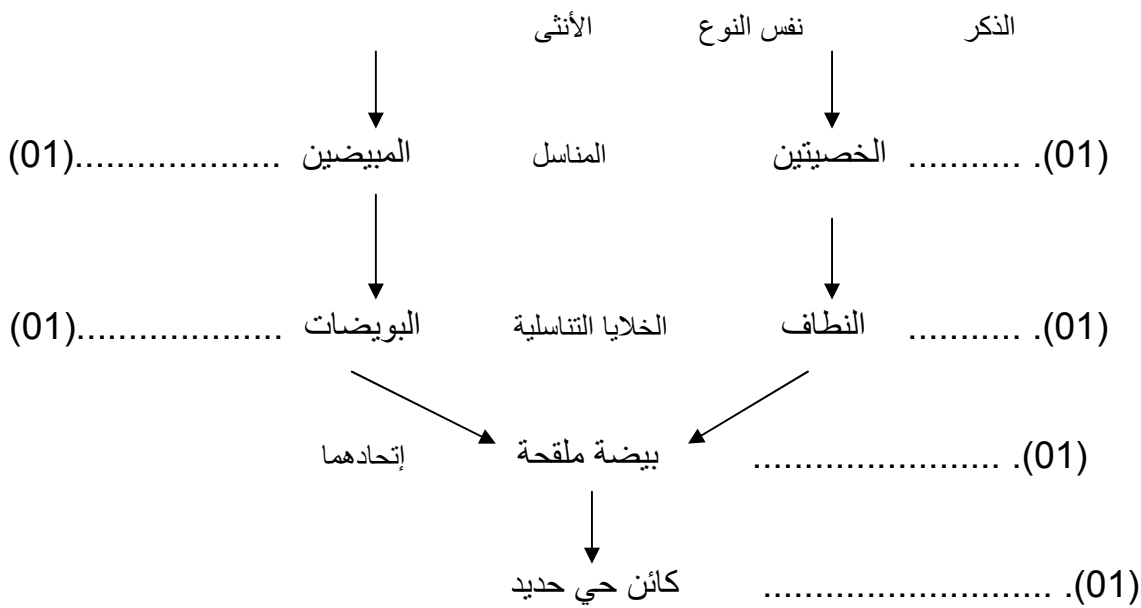 الذكر نفس النوع الأنثى
(01). ........... الخصيتين المناسل المبيضين ....................(01)
(01). ........... النطاف الخلايا التناسلية البويضات ....................(01)
(01). ........................ بيضة ملقحة إتحادهما
(01). ............................ كائن حي حديد